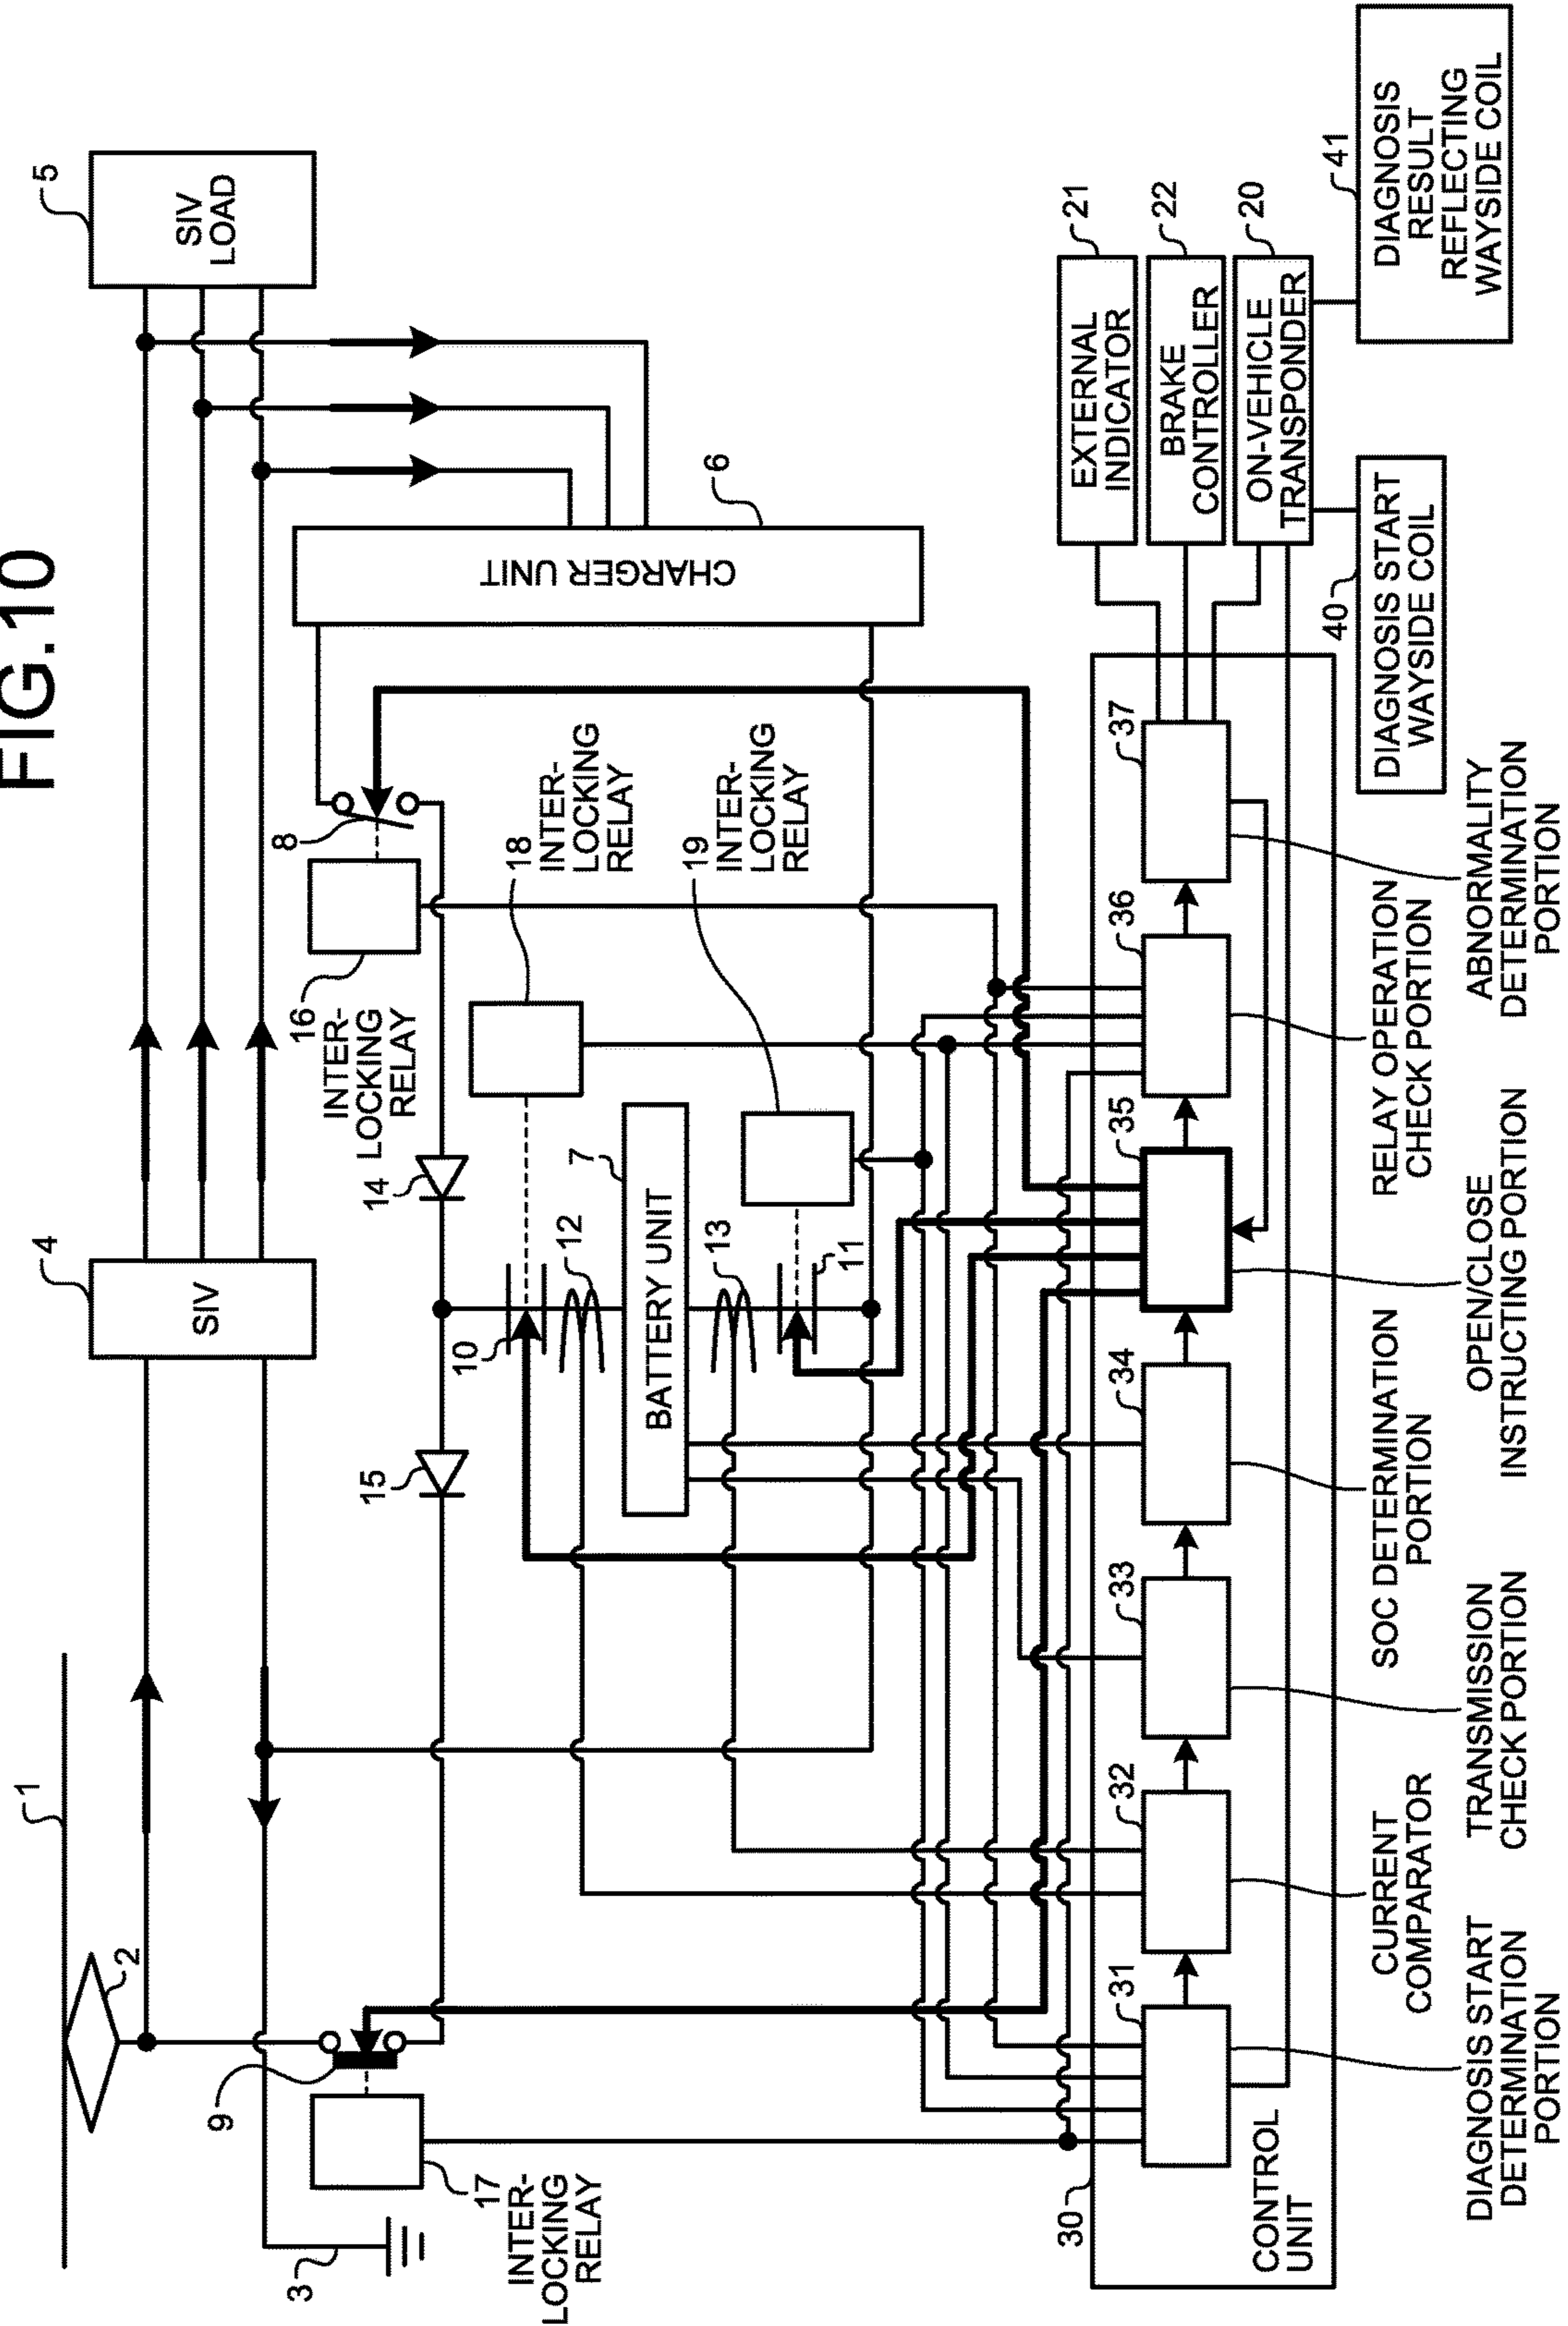 FIG.10
1
2
3
4
SIV
5
SIV
LOAD
6
CHARGER UNIT
7
BATTERY UNIT
8
9
10
11
12
13
14
15
16
INTER-
LOCKING
RELAY
17
INTER-
LOCKING
RELAY
18
INTER-
LOCKING
RELAY
19
INTER-
LOCKING
RELAY
21
EXTERNAL
INDICATOR
22
BRAKE
CONTROLLER
20
ON-VEHICLE
TRANSPONDER
40
DIAGNOSIS START
WAYSIDE COIL
41
DIAGNOSIS
RESULT
REFLECTING
WAYSIDE COIL
30
CONTROL
UNIT
31
32
33
34
35
36
37
DIAGNOSIS START
DETERMINATION
PORTION
CURRENT
COMPARATOR
TRANSMISSION
CHECK PORTION
SOC DETERMINATION
PORTION
OPEN/CLOSE
INSTRUCTING PORTION
RELAY OPERATION
CHECK PORTION
ABNORMALITY
DETERMINATION
PORTION